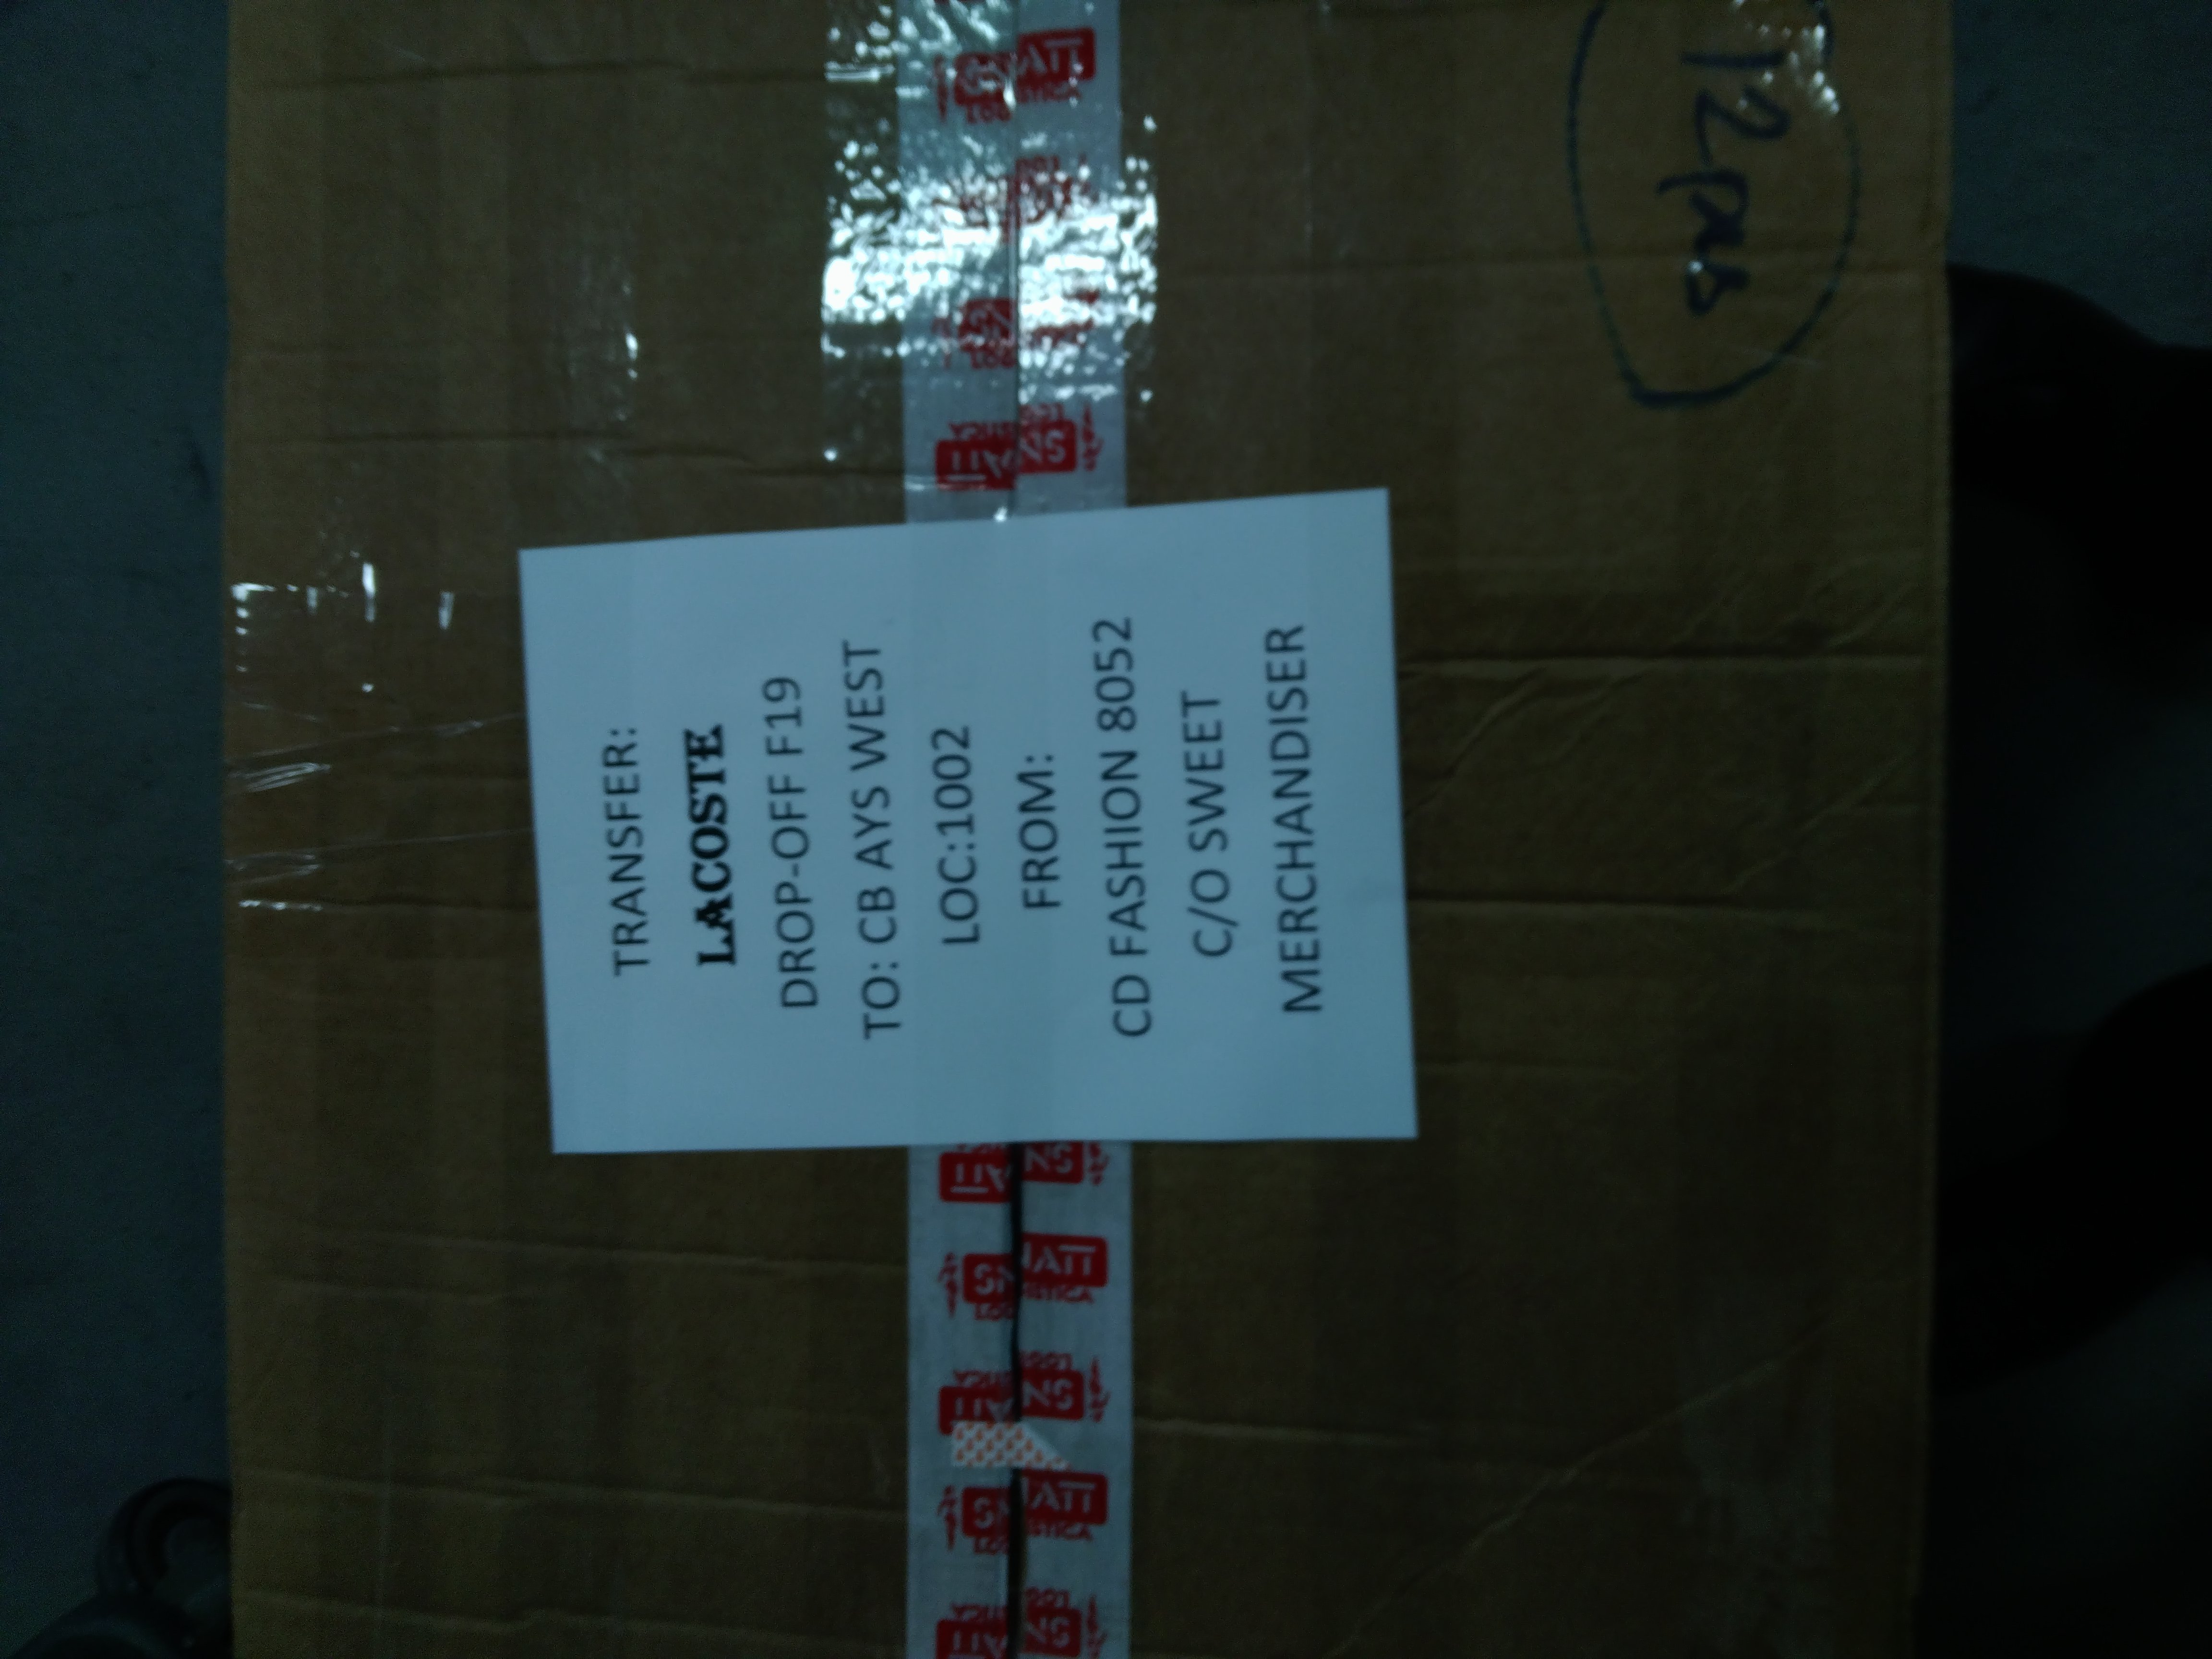 TRANSFER:
LACOSTE
DROP-OFF F19
TO: CB AYS WEST
LOC:1002
FROM:
CD FASHION 8052
C/O SWEET
MERCHANDISER
12pcs